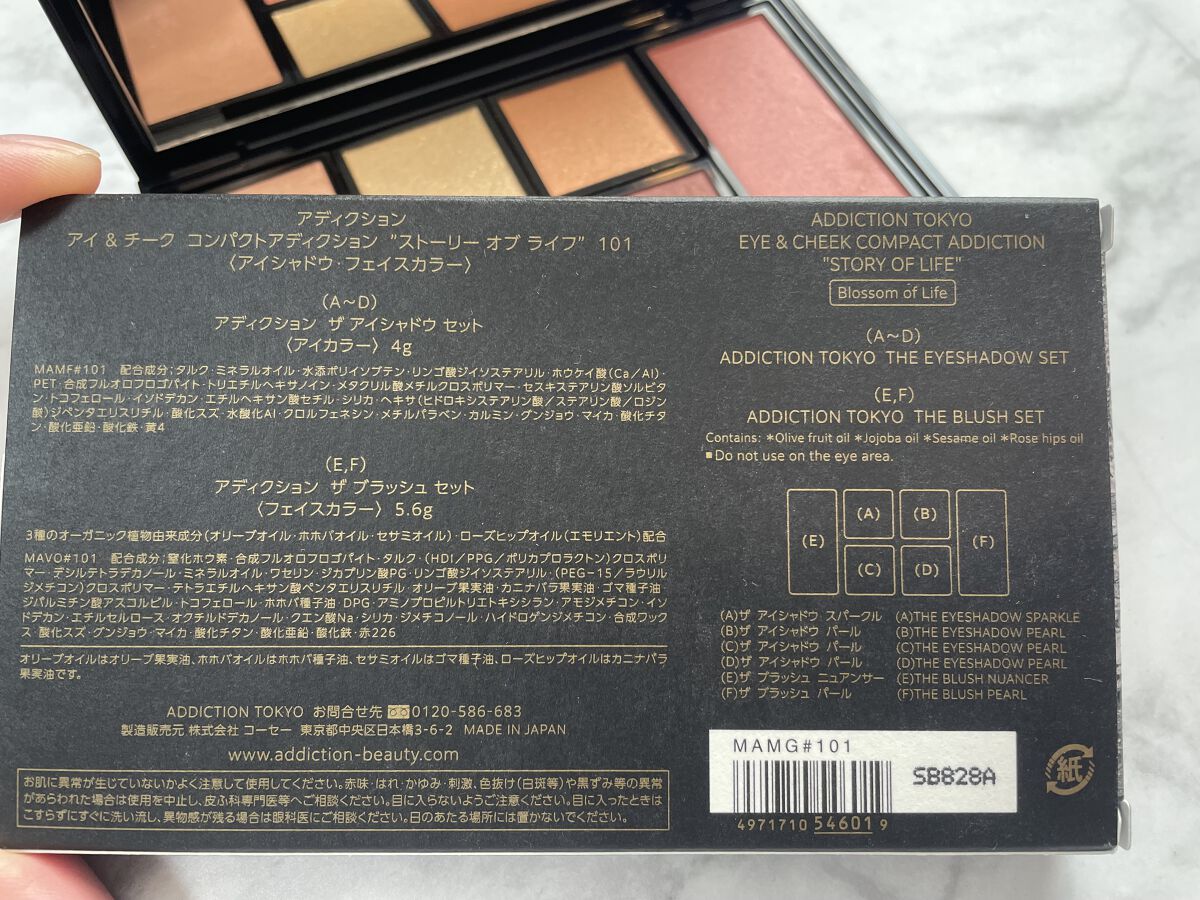 アディクション
アイ & チーク コンパクトアディクション "ストーリー オブ ライフ" 101
〈アイシャドウ・フェイスカラー〉
(A~D)
アディクション ザ アイシャドウ セット
〈アイカラー〉 4g
MAMF#101 配合成分;タルク・ミネラルオイル・水添ポリイソブテン・リンゴ酸ジイソステアリル・ホウケイ酸(Ca/Al)・
PET・合成フルオロフロゴパイト・トリエチルヘキサノイン・メタクリル酸メチルクロスポリマー・セスキステアリン酸ソルビタ
ン・トコフェロール・イソドデカン・エチルヘキサン酸セチル・シリカ・ヘキサ(ヒドロキシステアリン酸/ステアリン酸/ロジン
酸)ジペンタエリスリチル・酸化スズ・水酸化Al・クロルフェネシン・メチルパラベン・カルミン・グンジョウ・マイカ・酸化チタ
ン・酸化亜鉛・酸化鉄・黄4
(E,F)
アディクション ザ ブラッシュ セット
〈フェイスカラー〉 5.6g
3種のオーガニック植物由来成分(オリーブオイル・ホホバオイル・セサミオイル)・ローズヒップオイル(エモリエント)配合
MAVO#101 配合成分;窒化ホウ素・合成フルオロフロゴパイト・タルク・(HDI/PPG/ポリカプロラクトン)クロスポリ
マー・デシルテトラデカノール・ミネラルオイル・ワセリン・ジカプリン酸PG・リンゴ酸ジイソステアリル・(PEG-15/ラウリル
ジメチコン)クロスポリマー・テトラエチルヘキサン酸ペンタエリスリチル・オリーブ果実油・カニナバラ果実油・ゴマ種子油・
ジパルミチン酸アスコルビル・トコフェロール・ホホバ種子油・DPG・アミノプロピルトリエトキシシラン・アモジメチコン・イソ
ドデカン・エチルセルロース・オクチルドデカノール・クエン酸Na・シリカ・ジメチコノール・ハイドロゲンジメチコン・合成ワック
ス・酸化スズ・グンジョウ・マイカ・酸化チタン・酸化亜鉛・酸化鉄・赤226
オリーブオイルはオリーブ果実油、ホホバオイルはホホバ種子油、セサミオイルはゴマ種子油、ローズヒップオイルはカニナバラ
果実油です。
ADDICTION TOKYO お問合せ先 0120-586-683
製造販売元 株式会社 コーセー 東京都中央区日本橋3-6-2 MADE IN JAPAN
www.addiction-beauty.com
お肌に異常が生じていないかよく注意して使用してください。赤味・はれ・かゆみ・刺激、色抜け(白斑等)や黒ずみ等の異常
があらわれた場合は使用を中止し、皮ふ科専門医等へご相談ください。目に入らないようご注意ください。目に入ったときは
こすらずにすぐに洗い流し、異物感が残る場合は眼科医にご相談ください。日のあたる場所には置かないでください。
ADDICTION TOKYO
EYE & CHEEK COMPACT ADDICTION
"STORY OF LIFE"
Blossom of Life
(A~D)
ADDICTION TOKYO THE EYESHADOW SET
(E,F)
ADDICTION TOKYO THE BLUSH SET
Contains: *Olive fruit oil *Jojoba oil *Sesame oil *Rose hips oil
■Do not use on the eye area.
(A) (B)
(E) (F)
(C) (D)
(A)ザ アイシャドウ スパークル (A)THE EYESHADOW SPARKLE
(B)ザ アイシャドウ パール (B)THE EYESHADOW PEARL
(C)ザ アイシャドウ パール (C)THE EYESHADOW PEARL
(D)ザ アイシャドウ パール (D)THE EYESHADOW PEARL
(E)ザ ブラッシュ ニュアンサー (E)THE BLUSH NUANCER
(F)ザ ブラッシュ パール (F)THE BLUSH PEARL
MAMG#101
SB828A
4971710 546019
紙